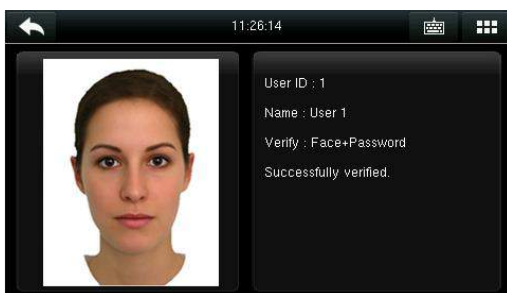 11:26:14
User ID : 1
Name : User 1
Verify : Face+Password
Successfully verified.